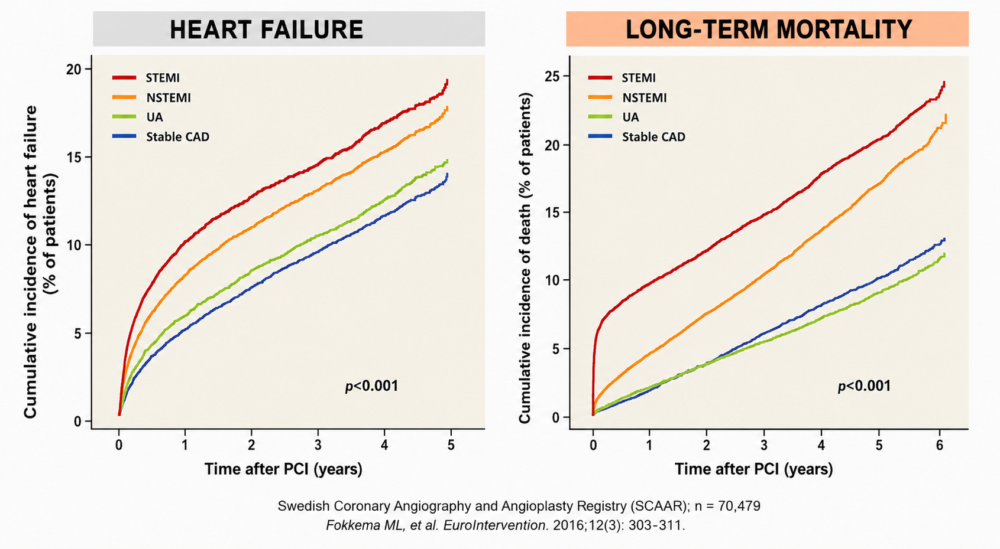 HEART FAILURE
Cumulative incidence of heart failure
(% of patients)
20
15
10
5
0
STEMI
NSTEMI
UA
Stable CAD
p<0.001
0 1 2 3 4 5
Time after PCI (years)
LONG-TERM MORTALITY
Cumulative incidence of death (% of patients)
25
20
15
10
5
0
STEMI
NSTEMI
UA
Stable CAD
p<0.001
0 1 2 3 4 5 6
Time after PCI (years)
Swedish Coronary Angiography and Angioplasty Registry (SCAAR); n = 70,479
Fokkema ML, et al. EuroIntervention. 2016;12(3): 303-311.